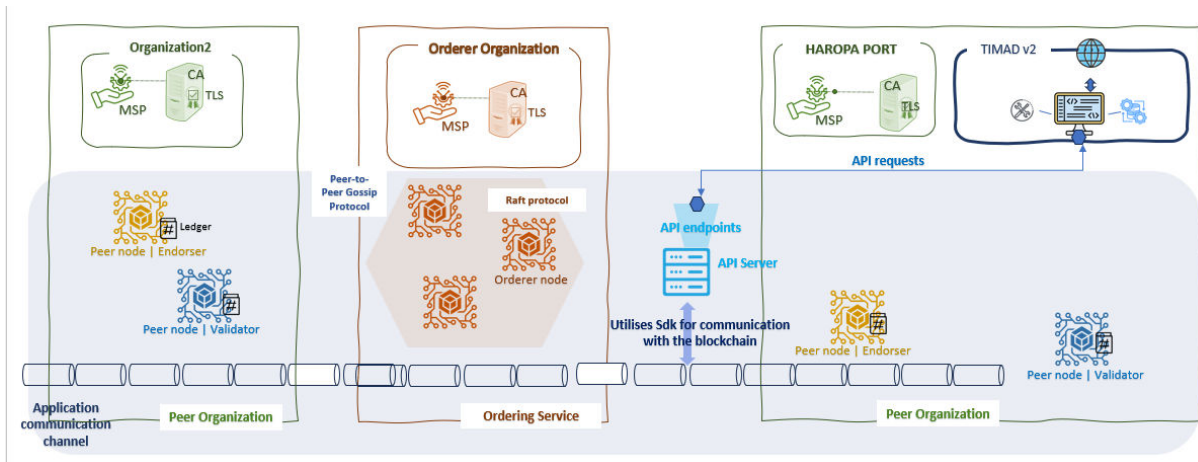 Organization2
CA
MSP
TLS
Orderer Organization
CA
MSP
TLS
HAROPA PORT
CA
MSP
TLS
TIMAD v2
API requests
Peer-to-
Peer Gossip
Protocol
Raft protocol
Orderer node
#
Ledger
Peer node | Endorser
#
Peer node | Validator
API endpoints
API Server
Utilises Sdk for communication
with the blockchain
#
Peer node | Endorser
#
Peer node | Validator
Application
communication
channel
Peer Organization
Ordering Service
Peer Organization